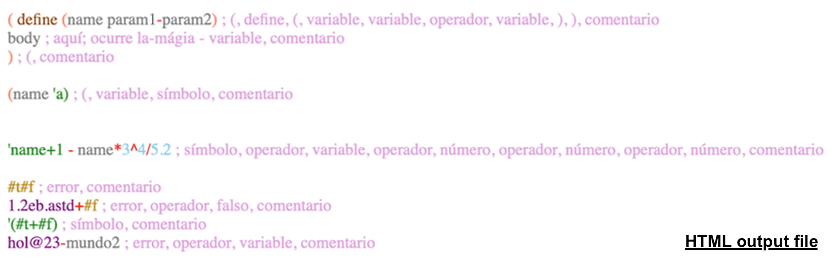 ( define (name param1-param2) ; (, define, (, variable, variable, operador, variable, ), ), comentario
body ; aquí; ocurre la-mágia - variable, comentario
) ; (, comentario
(name 'a) ; (, variable, símbolo, comentario
'name+1 - name*3^4/5.2 ; símbolo, operador, variable, operador, número, operador, número, operador, número, comentario
#t#f ; error, comentario
1.2eb.astd+#f ; error, operador, falso, comentario
'(#t+#f) ; símbolo, comentario
hol@23-mundo2 ; error, operador, variable, comentario
HTML output file